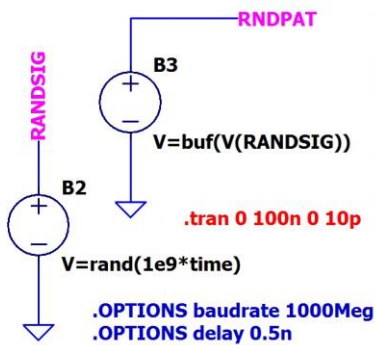 RNDPAT
B3
RANDSIG
V=buf(V(RANDSIG))
B2
.tran 0 100n 0 10p
V=rand(1e9*time)
.OPTIONS baudrate 1000Meg
.OPTIONS delay 0.5n